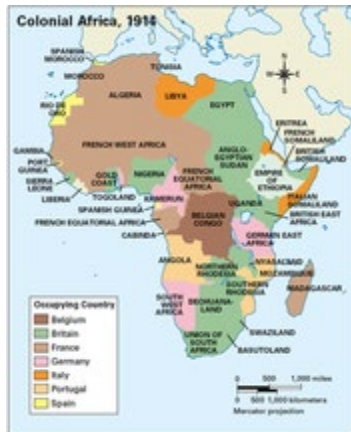 Colonial Africa, 1914
SPANISH
MOROCCO
MOROCCO
TUNISIA
ALGERIA
LIBYA
EGYPT
RIO DE
ORO
FRENCH WEST AFRICA
ANGLO-
EGYPTIAN
SUDAN
ERITREA
FRENCH
SOMALILAND
BRITISH
SOMALILAND
GAMBIA
PORT.
GUINEA
SIERRA
LEONE
LIBERIA
GOLD
COAST
TOGOLAND
NIGERIA
KAMERUN
FRENCH
EQUATORIAL
AFRICA
EMPIRE
OF
ETHIOPIA
ITALIAN
SOMALILAND
SPANISH GUINEA
FRENCH EQUATORIAL AFRICA
CABINDA
BELGIAN
CONGO
UGANDA
BRITISH EAST
AFRICA
GERMAN EAST
AFRICA
ANGOLA
NORTHERN
RHODESIA
NYASALAND
MOZAMBIQUE
SOUTHERN
RHODESIA
MADAGASCAR
SOUTH
WEST
AFRICA
BECHUANA-
LAND
UNION OF
SOUTH AFRICA
SWAZILAND
BASUTOLAND
Occupying Country
Belgium
Britain
France
Germany
Italy
Portugal
Spain
0 500 1,000 miles
0 500 1,000 kilometers
Mercator projection